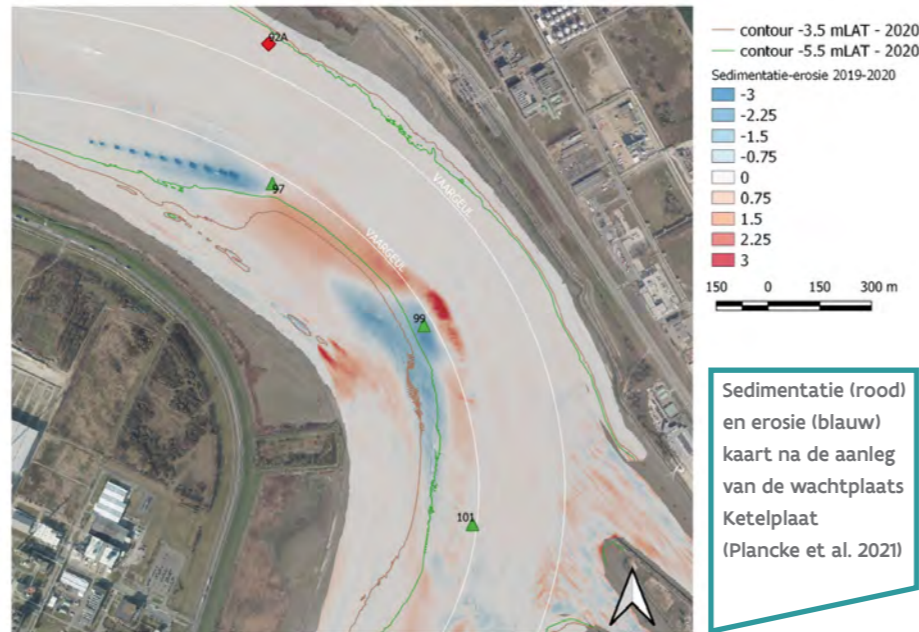 92A
97
VAARGEUL
VAARGEUL
99
101
contour -3.5 mLAT - 2020
contour -5.5 mLAT - 2020
Sedimentatie-erosie 2019-2020
-3
-2.25
-1.5
-0.75
0
0.75
1.5
2.25
3
150 0 150 300 m
Sedimentatie (rood)
en erosie (blauw)
kaart na de aanleg
van de wachtplaats
Ketelplaat
(Plancke et al. 2021)